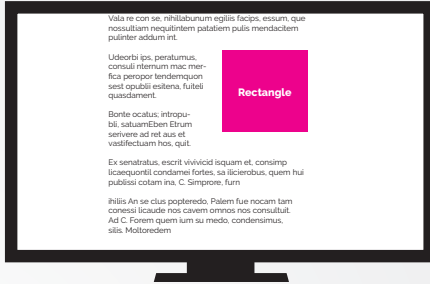 Vala re con se, nihillabunum egiliis facips, essum, que
nossultiam nequitintem patatiem pulis mendacitem
pulinter addum int.
Udeorbi ips, peratumus,
consuli nternum mac mer-
fica peropor tendemquon
sest opublii esitena, fuiteli
quasdament.
Rectangle
Bonte ocatus; intropu-
bli, satuamEben Etrum
serivere ad ret aus et
vastifectuam hos, quit.
Ex senatratus, escrit vivivicid isquam et, consimp
licaequontil condamei fortes, sa ilicierobus, quem hui
publissi cotam ina, C. Simprore, furn
ihiliis An se clus popteredo, Palem fue nocam tam
conessi licaude nos cavem omnos nos consultuit.
Ad C. Forem quem ium su medo, condensimus,
silis. Moltoredem